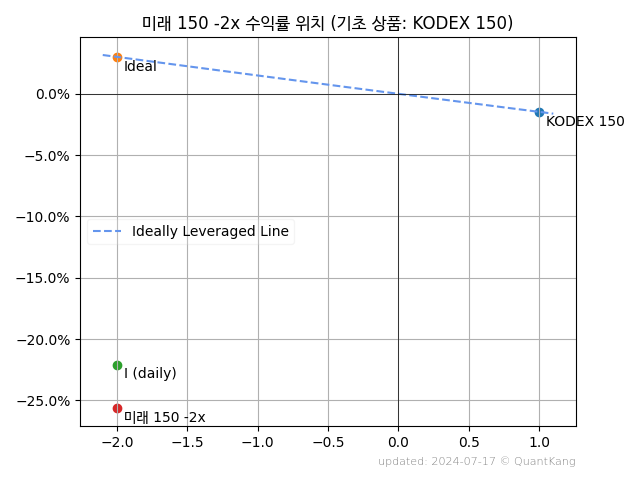 미래 150 -2x 수익률 위치 (기초 상품: KODEX 150)
Ideal
0.0%
KODEX 150
−5.0%
−10.0%
Ideally Leveraged Line
−15.0%
−20.0%
I (daily)
−25.0%
미래 150 -2x
−2.0 −1.5 −1.0 −0.5 0.0 0.5 1.0
updated: 2024-07-17 © QuantKang